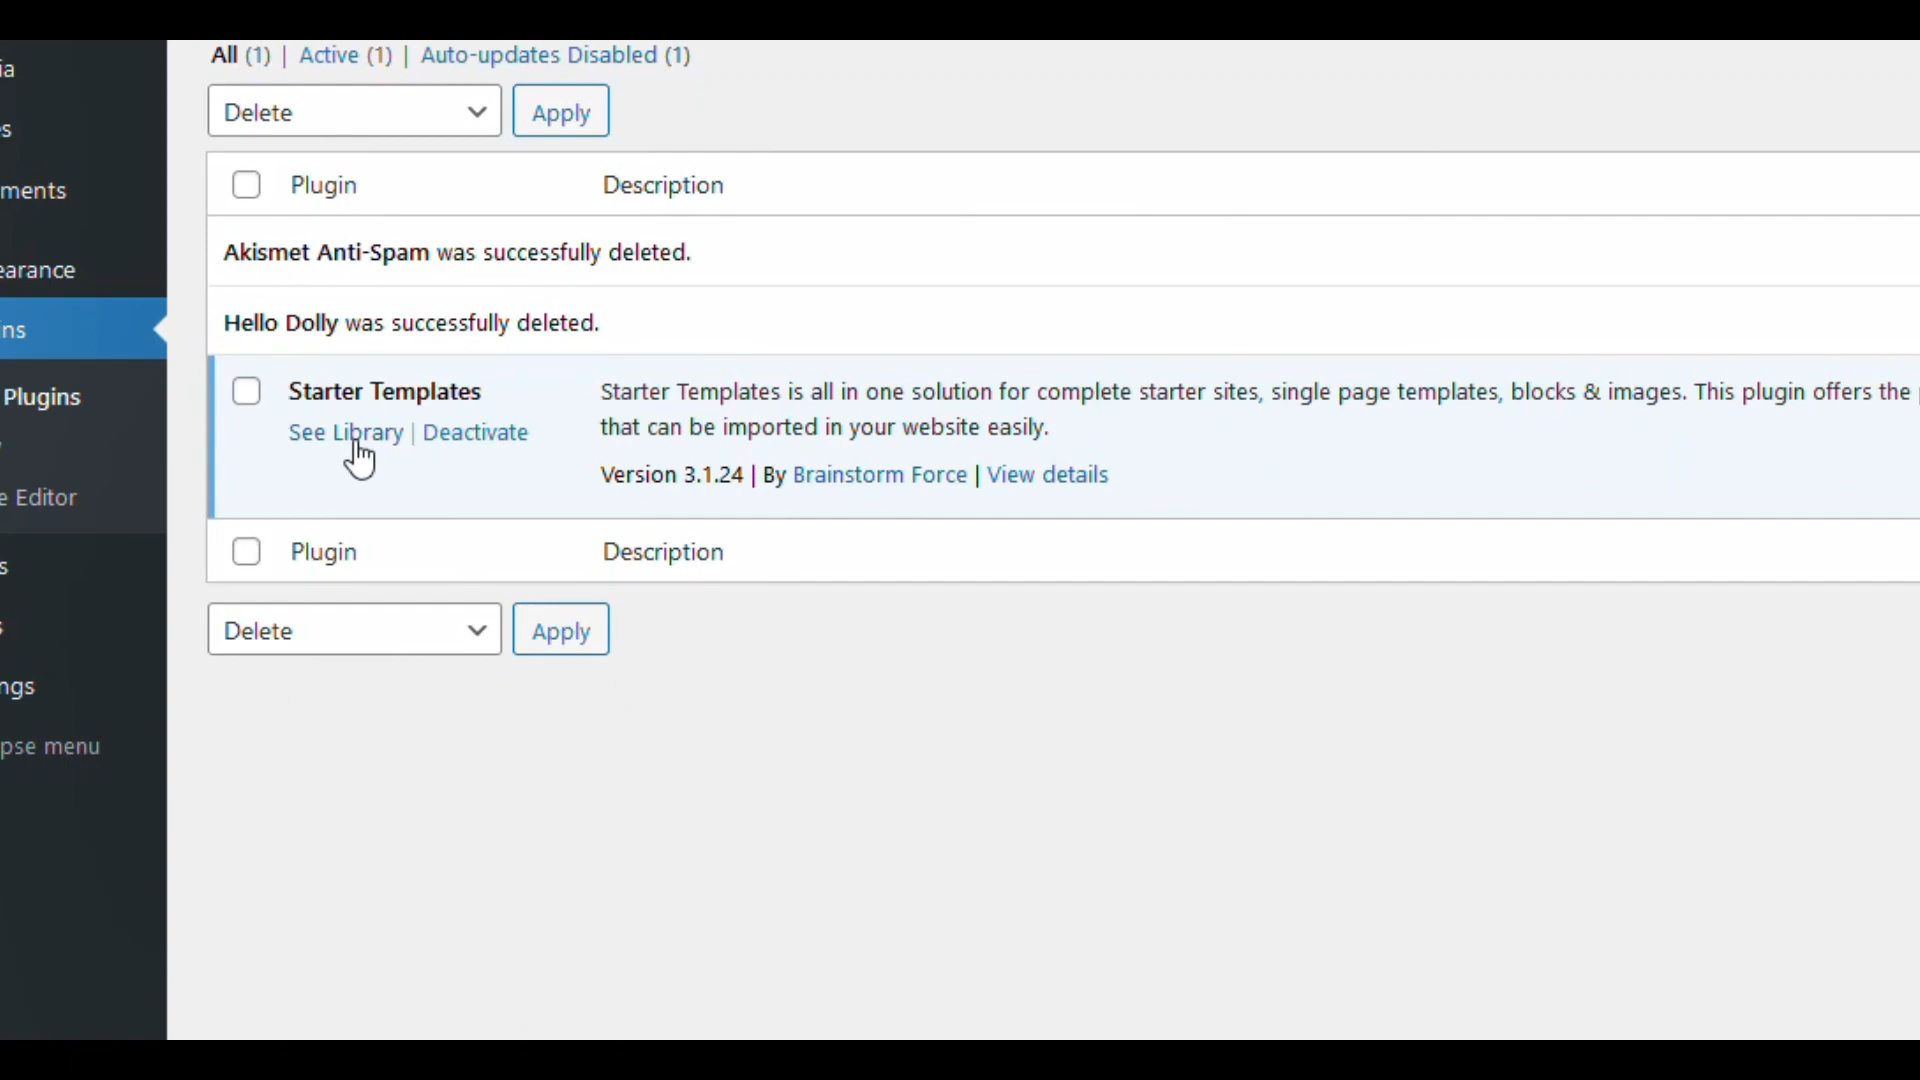 All (1) | Active (1) | Auto-updates Disabled (1)
Delete
Apply
Plugin
Description
Akismet Anti-Spam was successfully deleted.
Hello Dolly was successfully deleted.
Starter Templates
See Library | Deactivate
Starter Templates is all in one solution for complete starter sites, single page templates, blocks & images. This plugin offers the
that can be imported in your website easily.
Version 3.1.24 | By Brainstorm Force | View details
Plugin
Description
Delete
Apply
ia
s
ments
earance
ins
Plugins
e Editor
s
s
ngs
pse menu